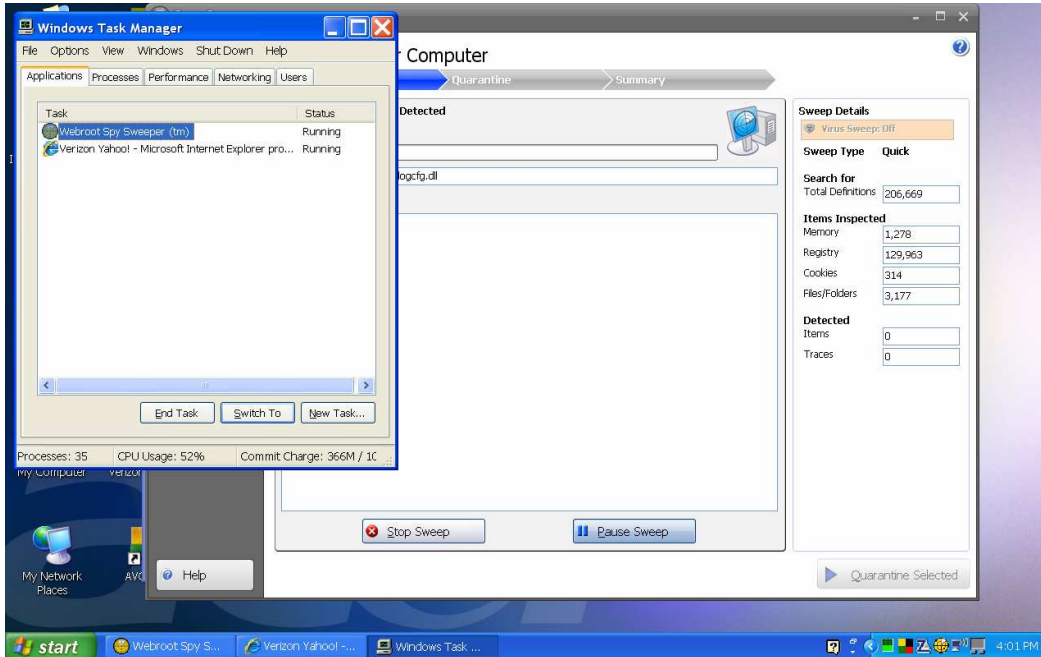 Windows Task Manager
File Options View Windows Shut Down Help
Applications Processes Performance Networking Users
Task Status
Webroot Spy Sweeper (tm) Running
Verizon Yahoo! - Microsoft Internet Explorer pro... Running
End Task Switch To New Task...
Processes: 35 CPU Usage: 52% Commit Charge: 366M / 10
Computer
Quarantine Summary
Detected
logcfg.dll
Stop Sweep Pause Sweep
Sweep Details
Virus Sweep: Off
Sweep Type Quick
Search for
Total Definitions 206,669
Items Inspected
Memory 1,278
Registry 129,963
Cookies 314
Files/Folders 3,177
Detected
Items 0
Traces 0
Quarantine Selected
My Computer
My Network
Places
AVG
Help
start Webroot Spy S... Verizon Yahoo! -... Windows Task ... 4:01 PM